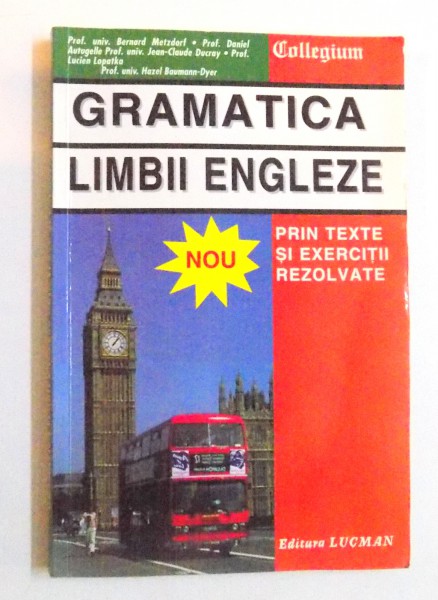 Prof. univ. Bernard Metzdorf • Prof. Daniel
Autogello Prof. univ. Jean-Claude Ducroy • Prof.
Lucien Lopatka
Prof. univ. Hazel Baumann-Dyer
Collegium
GRAMATICA
LIMBII ENGLEZE
NOU
PRIN TEXTE
ȘI EXERCIȚII
REZOLVATE
Editura LUCMAN